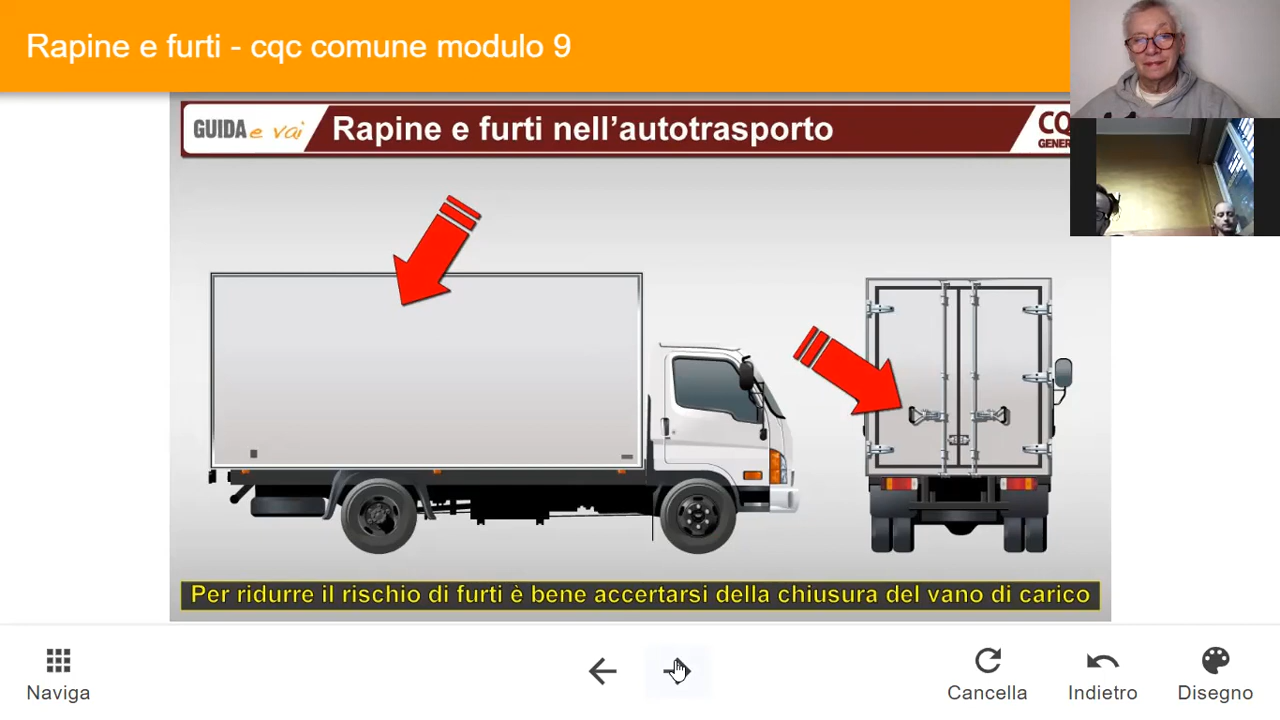 Rapine e furti - cqc comune modulo 9
GUIDA e vai
Rapine e furti nell'autotrasporto
Per ridurre il rischio di furti è bene accertarsi della chiusura del vano di carico
Naviga
Cancella
Indietro
Disegno